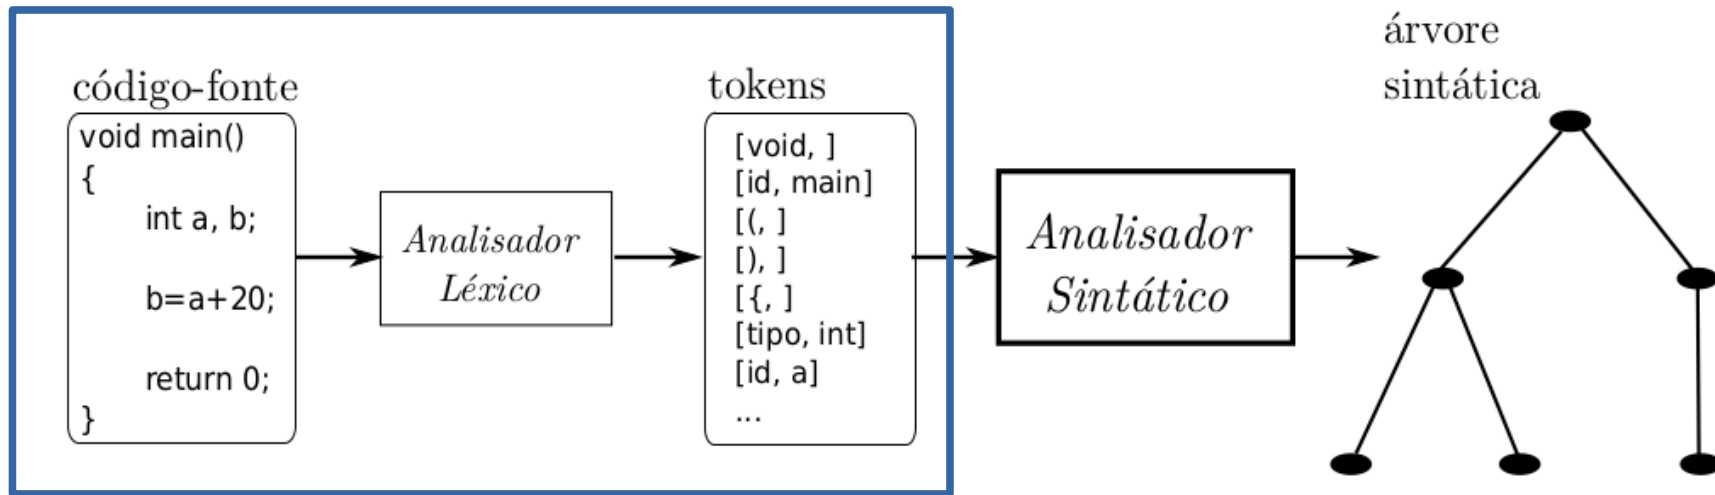 código-fonte
void main()
{
int a, b;
b=a+20;
return 0;
}
Analisador
Léxico
tokens
[void, ]
[id, main]
[(, ]
[), ]
[{, ]
[tipo, int]
[id, a]
...
Analisador
Sintático
árvore
sintática